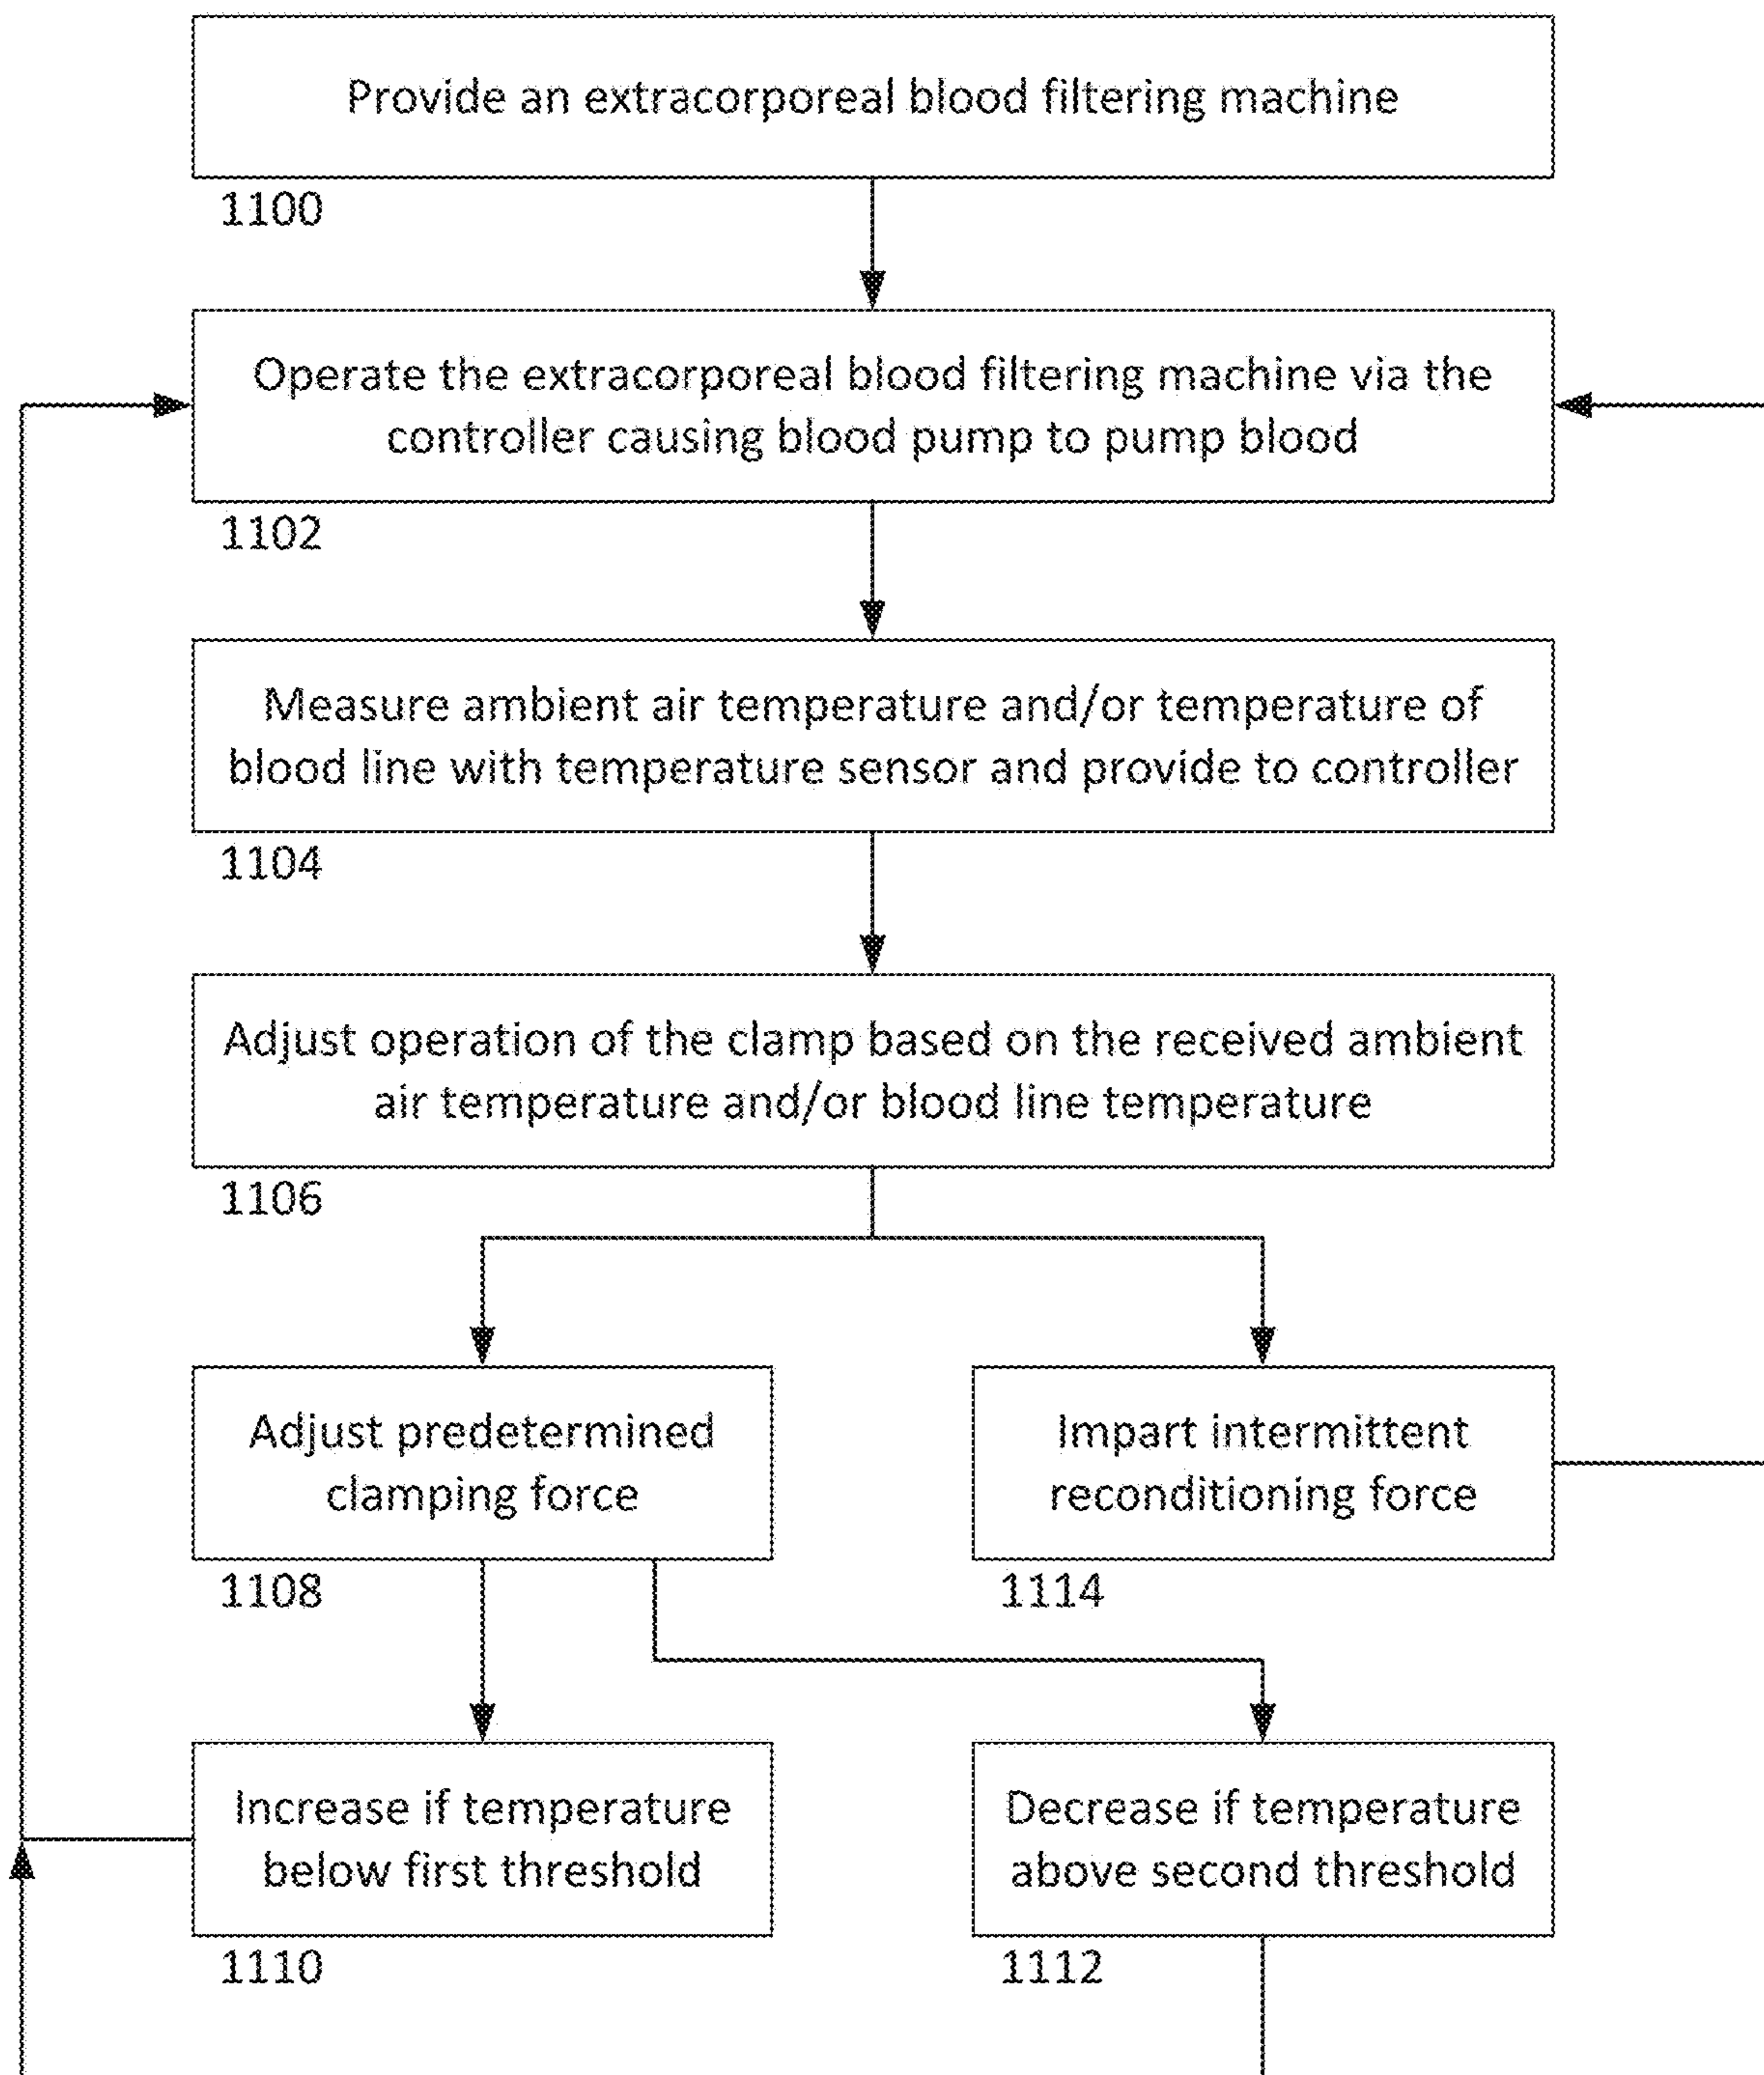 Provide an extracorporeal blood filtering machine
1100
Operate the extracorporeal blood filtering machine via the
controller causing blood pump to pump blood
1102
Measure ambient air temperature and/or temperature of
blood line with temperature sensor and provide to controller
1104
Adjust operation of the clamp based on the received ambient
air temperature and/or blood line temperature
1106
Adjust predetermined
clamping force
1108
Impart intermittent
reconditioning force
1114
Increase if temperature
below first threshold
1110
Decrease if temperature
above second threshold
1112